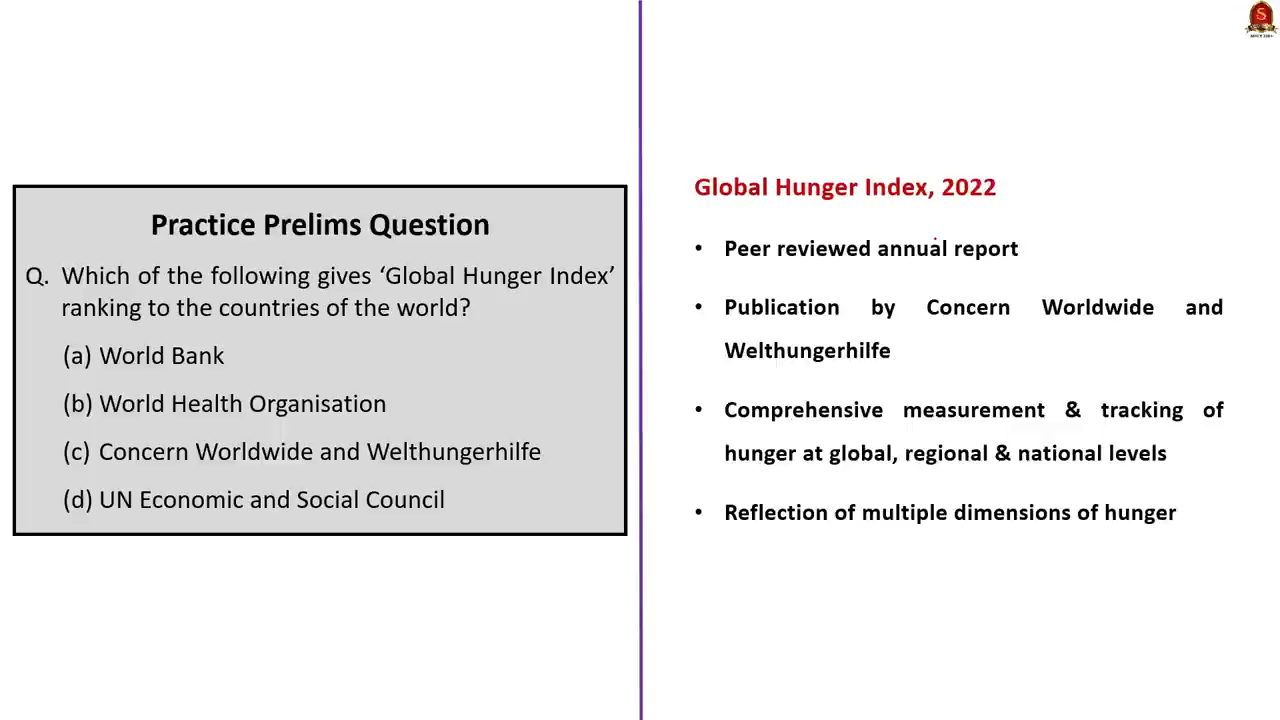 Practice Prelims Question
Q. Which of the following gives ‘Global Hunger Index’
ranking to the countries of the world?
(a) World Bank
(b) World Health Organisation
(c) Concern Worldwide and Welthungerhilfe
(d) UN Economic and Social Council
Global Hunger Index, 2022
• Peer reviewed annual report
• Publication by Concern Worldwide and
Welthungerhilfe
• Comprehensive measurement & tracking of
hunger at global, regional & national levels
• Reflection of multiple dimensions of hunger
S